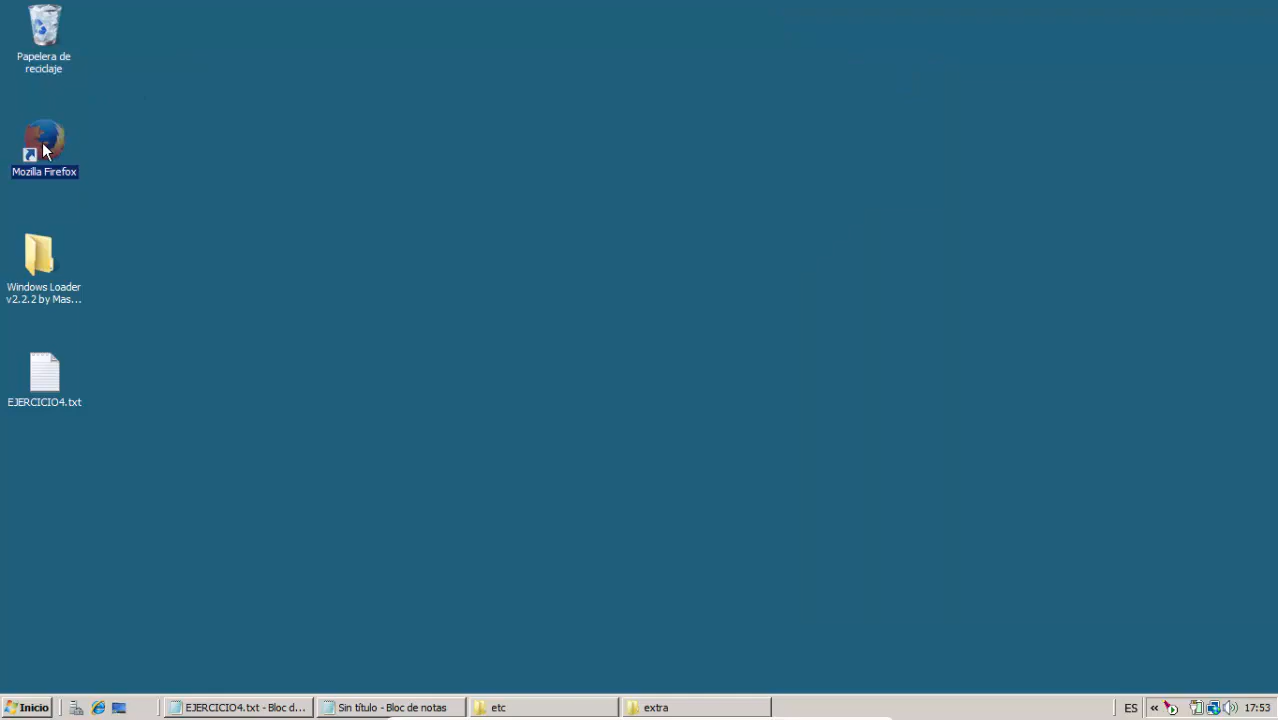 Papelera de
reciclaje
Mozilla Firefox
Windows Loader
v2.2.2 by Mas...
EJERCICIO4.txt
Inicio
EJERCICIO4.txt - Bloc d...
Sin título - Bloc de notas
etc
extra
ES
17:53